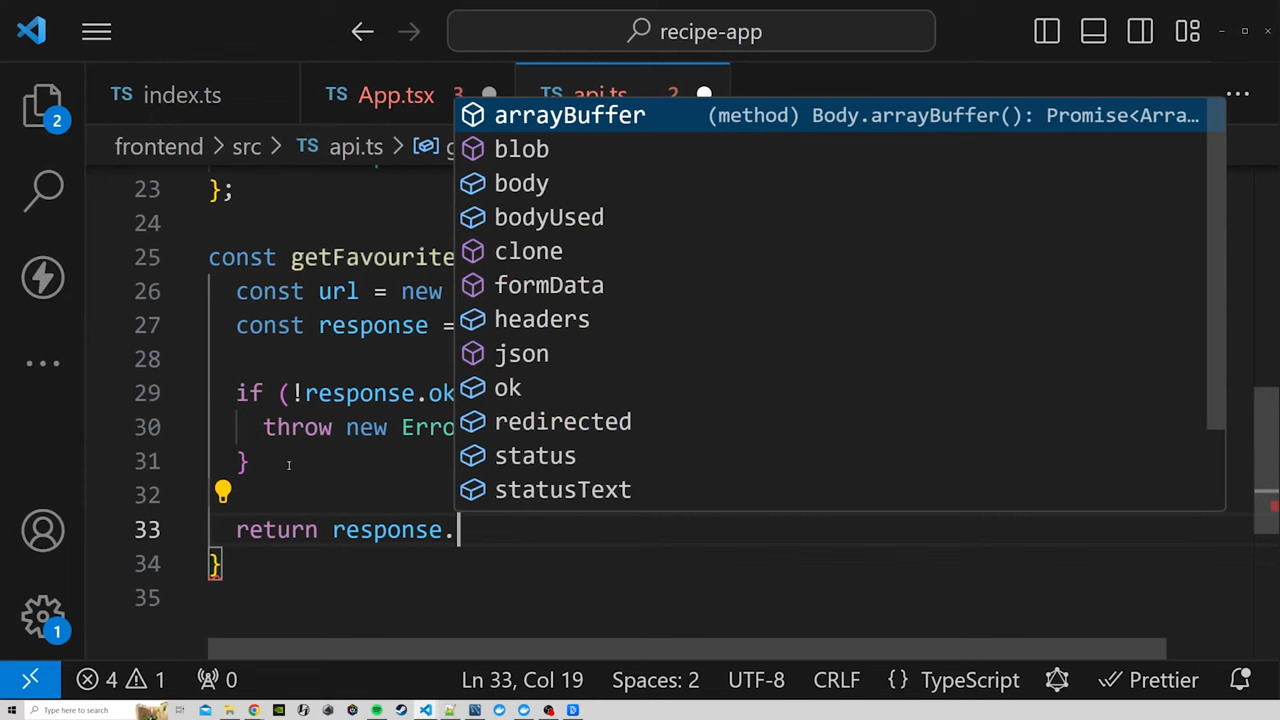 recipe-app
TS index.ts
TS App.tsx 3
TS api.ts 2
frontend > src > TS api.ts >
2
23 };
24
25 const getFavourite
26 const url = new
27 const response =
28
29 if (!response.ok
30 throw new Erro
31 }
32
33 return response.
34 }
35
arrayBuffer (method) Body.arrayBuffer(): Promise<Arra...
blob
body
bodyUsed
clone
formData
headers
json
ok
redirected
status
statusText
1
4 1 0 Ln 33, Col 19 Spaces: 2 UTF-8 CRLF {} TypeScript Prettier
Type here to search